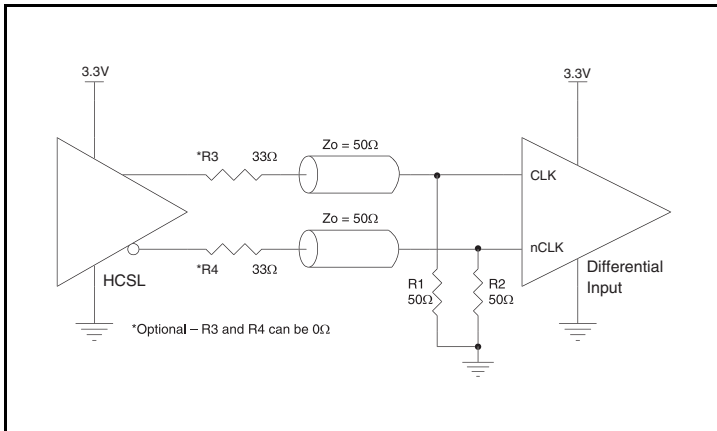 3.3V
3.3V
*R3 33Ω
Zo = 50Ω
CLK
Zo = 50Ω
nCLK
HCSL
*R4 33Ω
R1
50Ω
R2
50Ω
Differential
Input
*Optional – R3 and R4 can be 0Ω